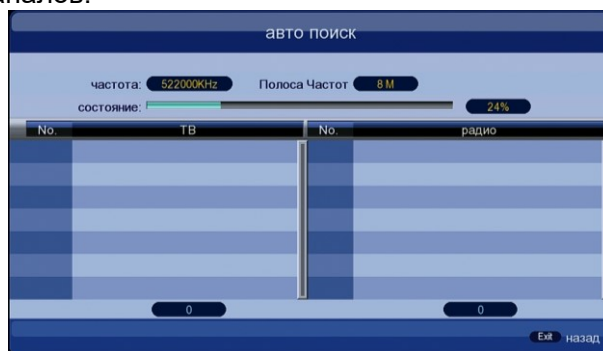 аналов.
авто поиск
частота: 522000KHz Полоса Частот 8 M
состояние: 24%
No. ТВ No. радио
0 0
Exit назад